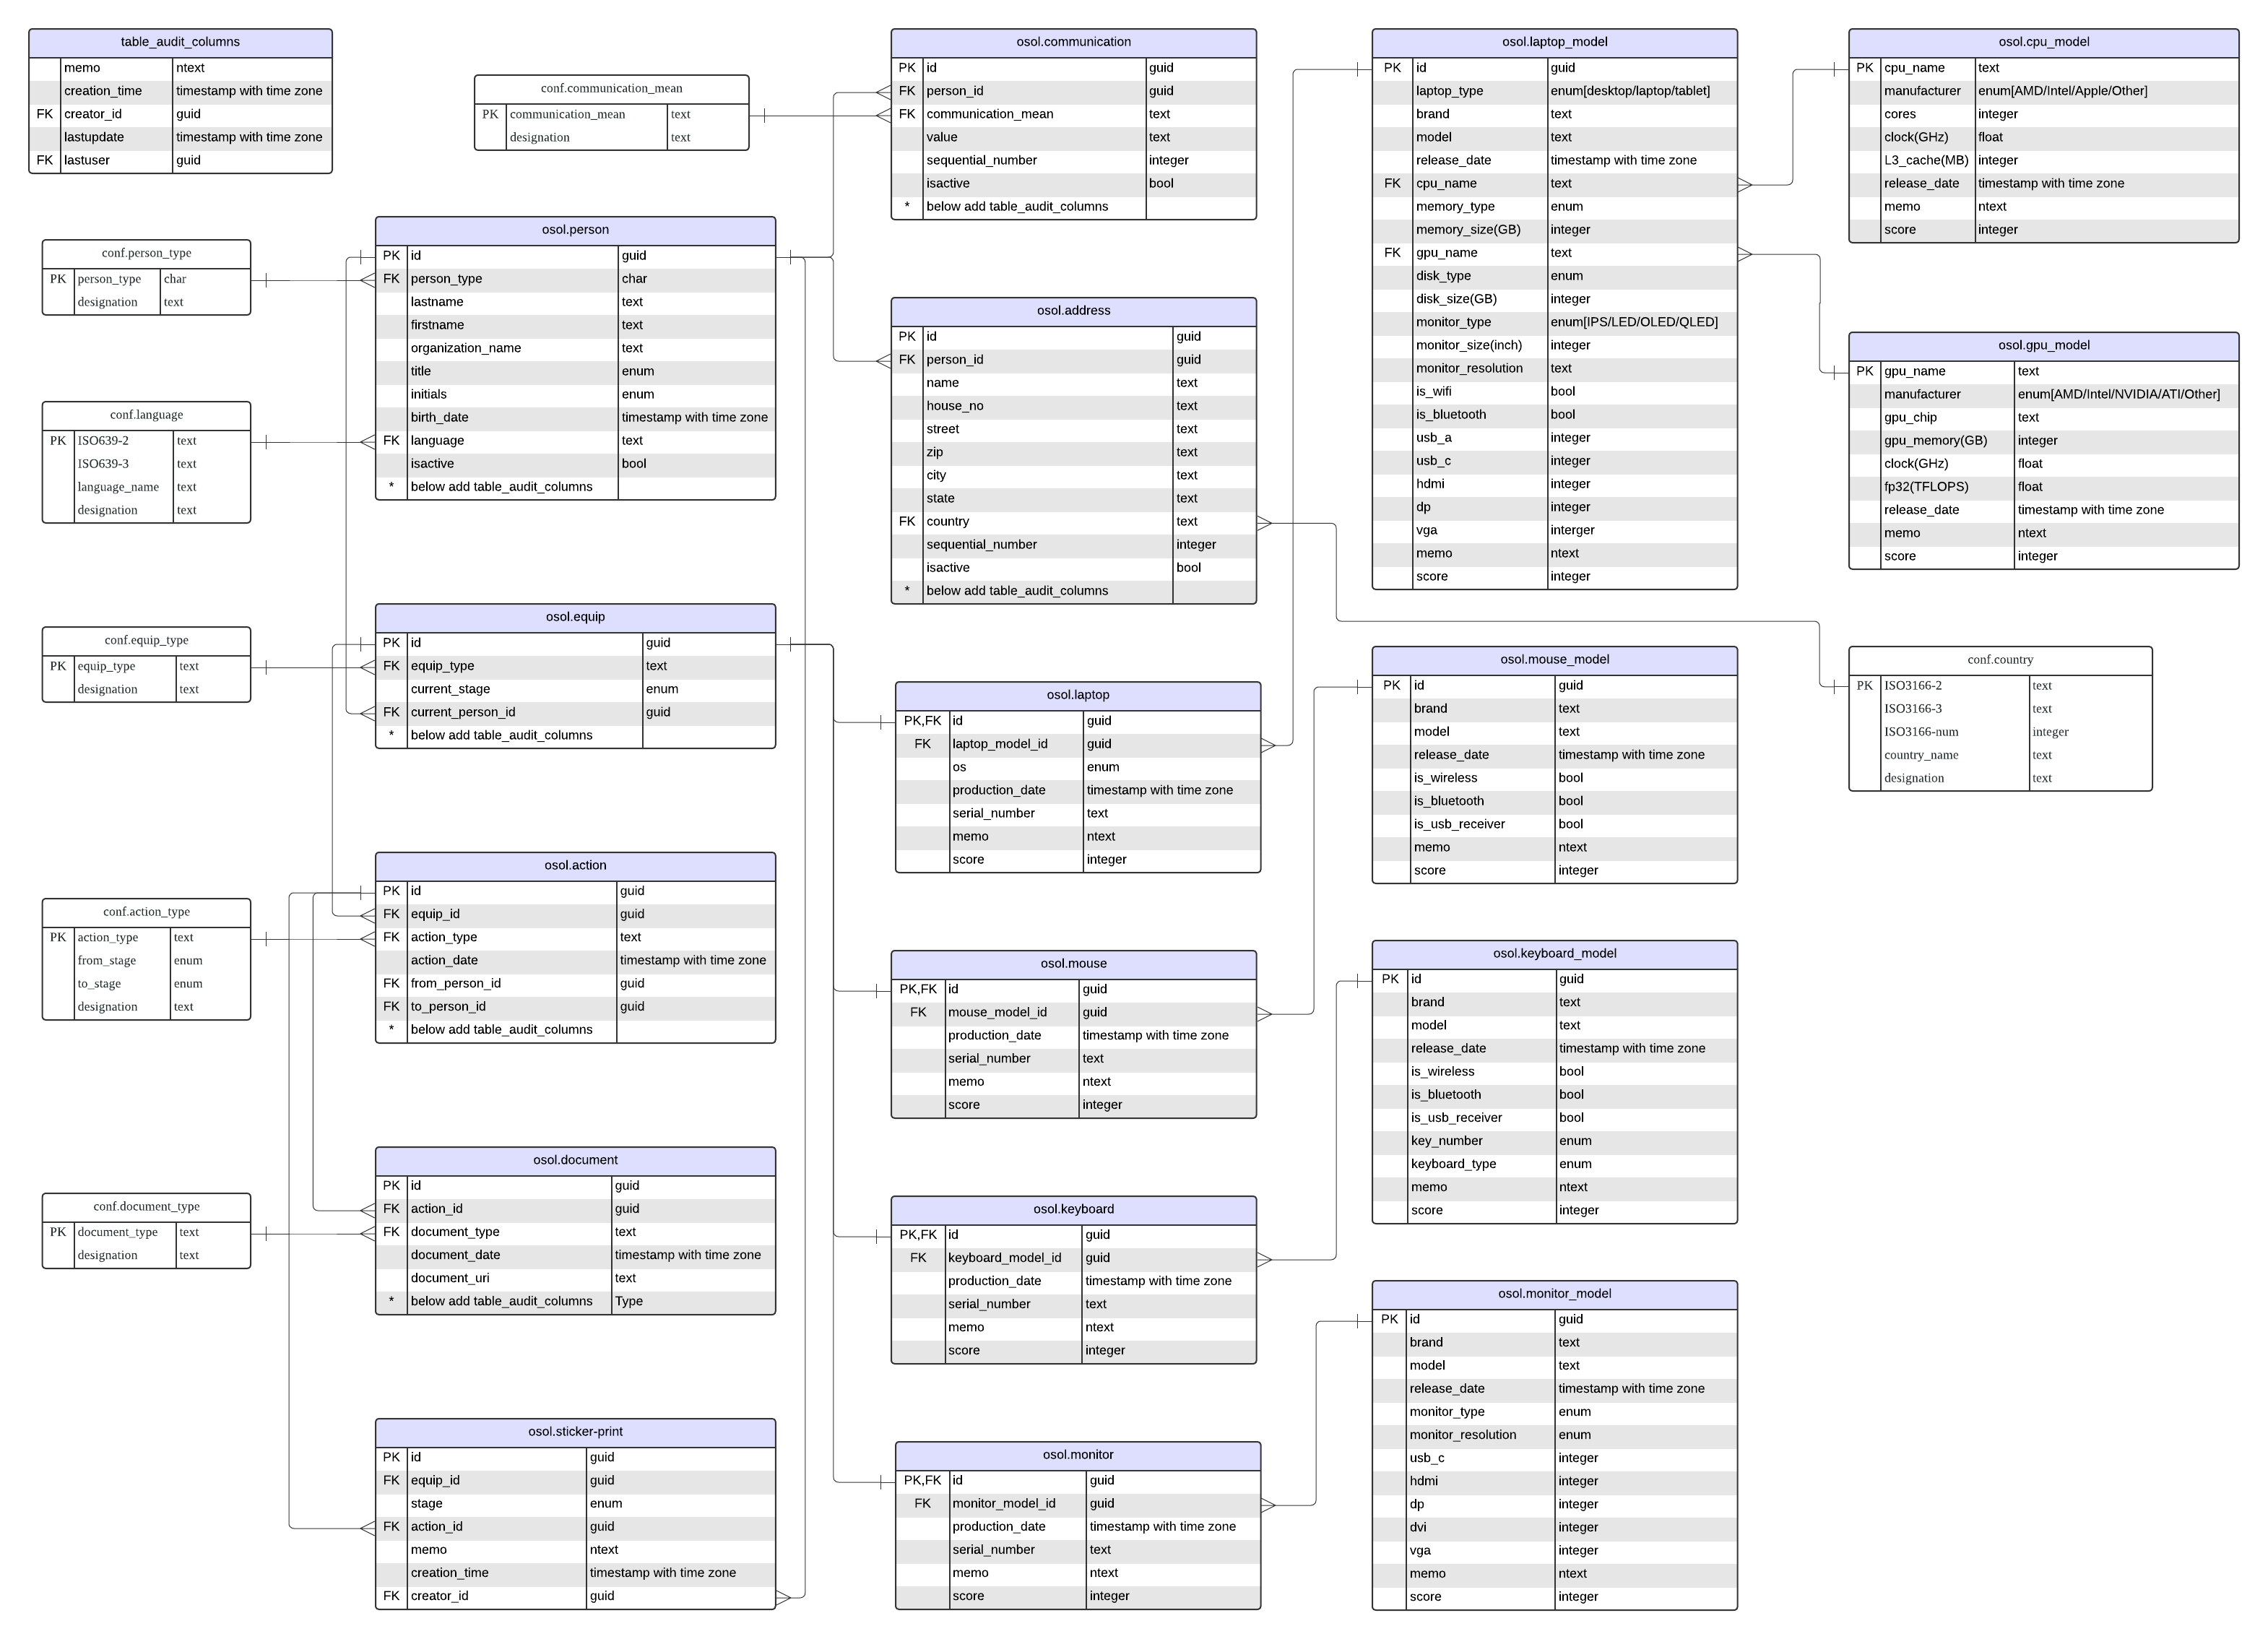 table_audit_columns
memo ntext
creation_time timestamp with time zone
FK creator_id guid
lastupdate timestamp with time zone
FK lastuser guid
conf.communication_mean
PK communication_mean text
designation text
osol.communication
PK id guid
FK person_id guid
FK communication_mean text
value text
sequential_number integer
isactive bool
* below add table_audit_columns
osol.laptop_model
PK id guid
laptop_type enum[desktop/laptop/tablet]
brand text
model text
release_date timestamp with time zone
FK cpu_name text
memory_type enum
memory_size(GB) integer
FK gpu_name text
disk_type enum
disk_size(GB) integer
monitor_type enum[IPS/LED/OLED/QLED]
monitor_size(inch) integer
monitor_resolution text
is_wifi bool
is_bluetooth bool
usb_a integer
usb_c integer
hdmi integer
dp integer
vga interger
memo ntext
score integer
osol.cpu_model
PK cpu_name text
manufacturer enum[AMD/Intel/Apple/Other]
cores integer
clock(GHz) float
L3_cache(MB) integer
release_date timestamp with time zone
memo ntext
score integer
conf.person_type
PK person_type char
designation text
osol.person
PK id guid
FK person_type char
lastname text
firstname text
organization_name text
title enum
initials enum
birth_date timestamp with time zone
FK language text
isactive bool
* below add table_audit_columns
osol.address
PK id guid
FK person_id guid
name text
house_no text
street text
zip text
city text
state text
FK country text
sequential_number integer
isactive bool
* below add table_audit_columns
osol.gpu_model
PK gpu_name text
manufacturer enum[AMD/Intel/NVIDIA/ATI/Other]
gpu_chip text
gpu_memory(GB) integer
clock(GHz) float
fp32(TFLOPS) float
release_date timestamp with time zone
memo ntext
score integer
conf.language
PK ISO639-2 text
ISO639-3 text
language_name text
designation text
conf.equip_type
PK equip_type text
designation text
osol.equip
PK id guid
FK equip_type text
current_stage enum
FK current_person_id guid
* below add table_audit_columns
osol.laptop
PK,FK id guid
FK laptop_model_id guid
os enum
production_date timestamp with time zone
serial_number text
memo ntext
score integer
osol.mouse_model
PK id guid
brand text
model text
release_date timestamp with time zone
is_wireless bool
is_bluetooth bool
is_usb_receiver bool
memo ntext
score integer
conf.country
PK ISO3166-2 text
ISO3166-3 text
ISO3166-num integer
country_name text
designation text
conf.action_type
PK action_type text
from_stage enum
to_stage enum
designation text
osol.action
PK id guid
FK equip_id guid
FK action_type text
action_date timestamp with time zone
FK from_person_id guid
FK to_person_id guid
* below add table_audit_columns
osol.mouse
PK,FK id guid
FK mouse_model_id guid
production_date timestamp with time zone
serial_number text
memo ntext
score integer
osol.keyboard_model
PK id guid
brand text
model text
release_date timestamp with time zone
is_wireless bool
is_bluetooth bool
is_usb_receiver bool
key_number enum
keyboard_type enum
memo ntext
score integer
conf.document_type
PK document_type text
designation text
osol.document
PK id guid
FK action_id guid
FK document_type text
document_date timestamp with time zone
document_uri text
* below add table_audit_columns Type
osol.keyboard
PK,FK id guid
FK keyboard_model_id guid
production_date timestamp with time zone
serial_number text
memo ntext
score integer
osol.monitor_model
PK id guid
brand text
model text
release_date timestamp with time zone
monitor_type enum
monitor_resolution enum
usb_c integer
hdmi integer
dp integer
dvi integer
vga integer
memo ntext
score integer
osol.sticker-print
PK id guid
FK equip_id guid
stage enum
FK action_id guid
memo ntext
creation_time timestamp with time zone
FK creator_id guid
osol.monitor
PK,FK id guid
FK monitor_model_id guid
production_date timestamp with time zone
serial_number text
memo ntext
score integer